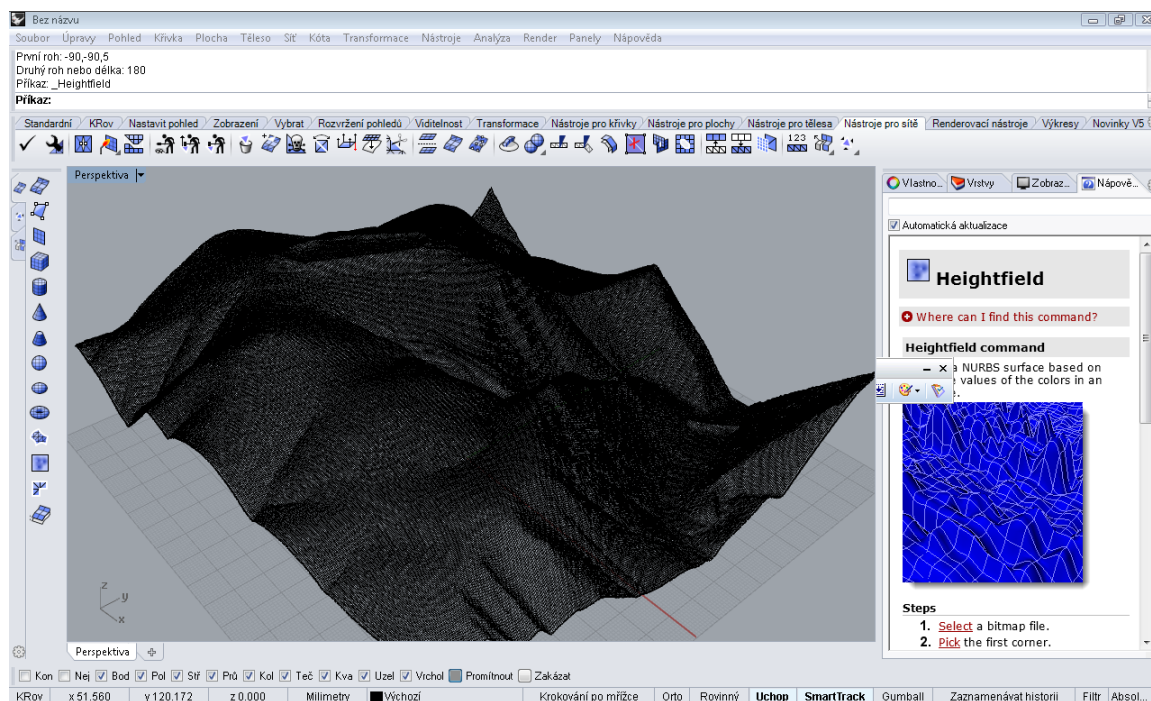 Bez názvu
Soubor Úpravy Pohled Křivka Plocha Těleso Síť Kóta Transformace Nástroje Analýza Render Panely Nápověda
První roh: -90,-90,5
Druhý roh nebo délka: 180
Příkaz: _Heightfield
Příkaz:
Standardní KRov Nastavit pohled Zobrazení Vybrat Rozvržení pohledů Viditelnost Transformace Nástroje pro křivky Nástroje pro plochy Nástroje pro tělesa Nástroje pro sítě Renderovací nástroje Výkresy Novinky V5
123
Perspektiva
Vlastno... Vrstvy Zobraz... Nápově...
Automatická aktualizace
Heightfield
Where can I find this command?
Heightfield command
a NURBS surface based on
values of the colors in an
Steps
1. Select a bitmap file.
2. Pick the first corner.
z
y
x
Perspektiva
Kon Nej Bod Pol Stř Prů Kol Teč Kva Uzel Vrchol Promítnout Zakázat
KRov x 51.560 y 120.172 z 0.000 Milimetry Výchozí Krokování po mřížce Orto Rovinný Uchop SmartTrack Gumball Zaznamenávat historii Filtr Absol...